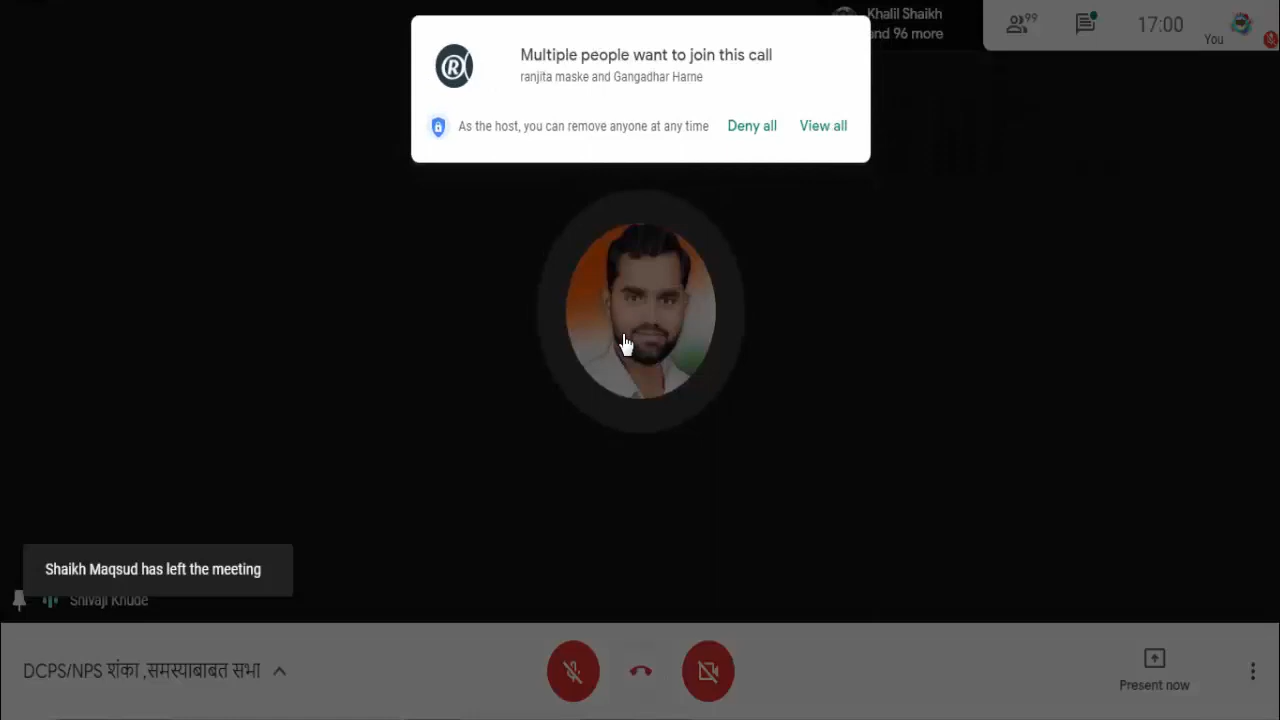 Khalil Shaikh
and 96 more
99
17:00
You
Multiple people want to join this call
ranjita maske and Gangadhar Harne
As the host, you can remove anyone at any time
Deny all
View all
Shaikh Maqsud has left the meeting
Shivaji Khude
DCPS/NPS शंका ,समस्याबाबत सभा
Present now